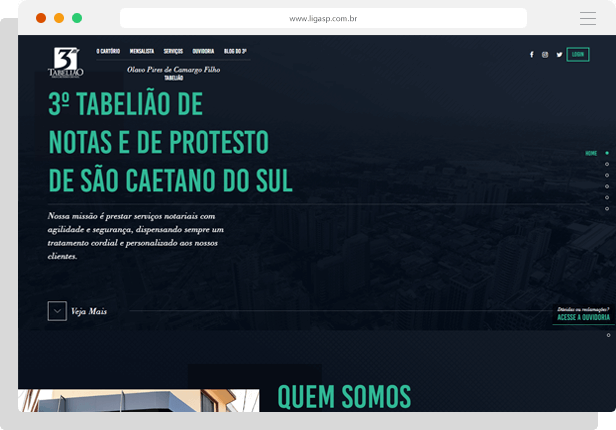 www.ligasp.com.br
3º
TABELIÃO
O CARTÓRIO MENSALISTA SERVIÇOS OUVIDORIA BLOG DO 3º
LOGIN
Olavo Pires de Camargo Filho
TABELIÃO
3º TABELIÃO DE
NOTAS E DE PROTESTO
DE SÃO CAETANO DO SUL
HOME
Nossa missão é prestar serviços notariais com
agilidade e segurança, dispensando sempre um
tratamento cordial e personalizado aos nossos
clientes.
Veja Mais
Dúvidas ou reclamações?
ACESSE A OUVIDORIA
QUEM SOMOS